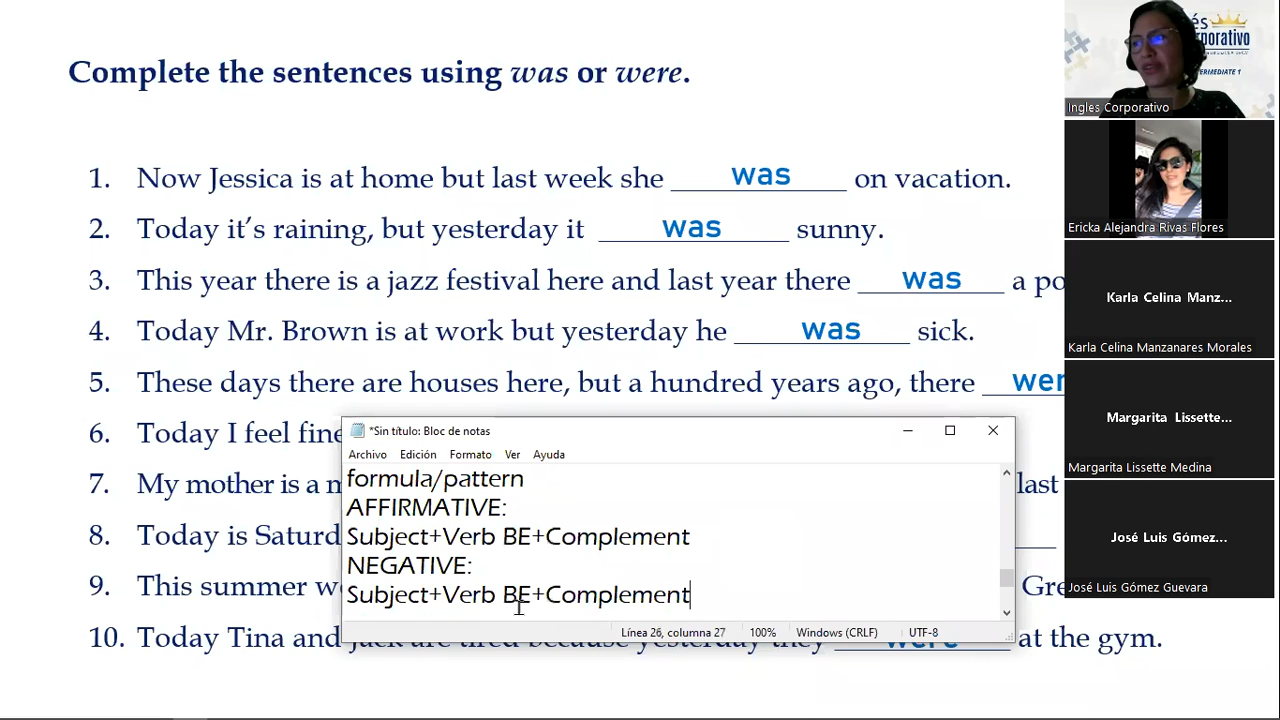 Complete the sentences using was or were.
1. Now Jessica is at home but last week she was on vacation.
2. Today it's raining, but yesterday it was sunny.
3. This year there is a jazz festival here and last year there was a
4. Today Mr. Brown is at work but yesterday he was sick.
5. These days there are houses here, but a hundred years ago, there
6. Today I feel fine
7. My mother is a last
8. Today is
9. This summer
10. Today Tina and Jack are tired because yesterday they were at the gym.
*Sin título: Bloc de notas
Archivo Edición Formato Ver Ayuda
formula/pattern
AFFIRMATIVE:
Subject+Verb BE+Complement
NEGATIVE:
Subject+Verb BE+Complement
Línea 26, columna 27 100% Windows (CRLF) UTF-8
Ingles Corporativo
Ericka Alejandra Rivas Flores
Karla Celina Manz...
Karla Celina Manzanares Morales
Margarita Lissette...
Margarita Lissette Medina
José Luis Gómez...
José Luis Gómez Guevara